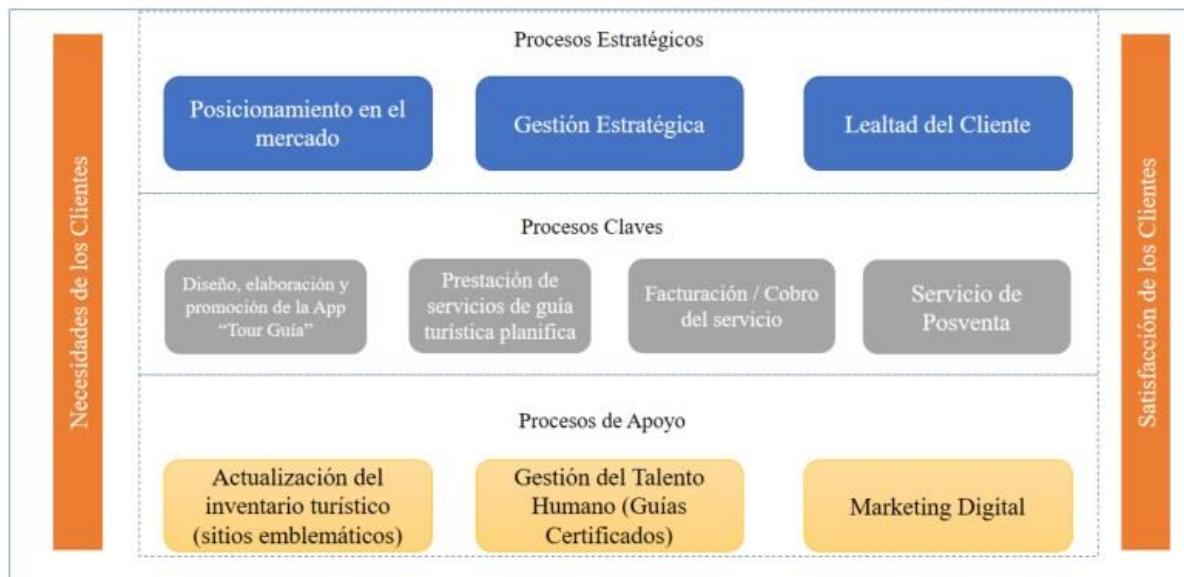 Necesidades de los Clientes
Procesos Estratégicos
Posicionamiento en el
mercado
Gestión Estratégica
Lealtad del Cliente
Procesos Claves
Diseño, elaboración y
promoción de la App
“Tour Guía”
Prestación de
servicios de guía
turística planifica
Facturación / Cobro
del servicio
Servicio de
Posventa
Procesos de Apoyo
Actualización del
inventario turístico
(sitios emblemáticos)
Gestión del Talento
Humano (Guías
Certificados)
Marketing Digital
Satisfacción de los Clientes